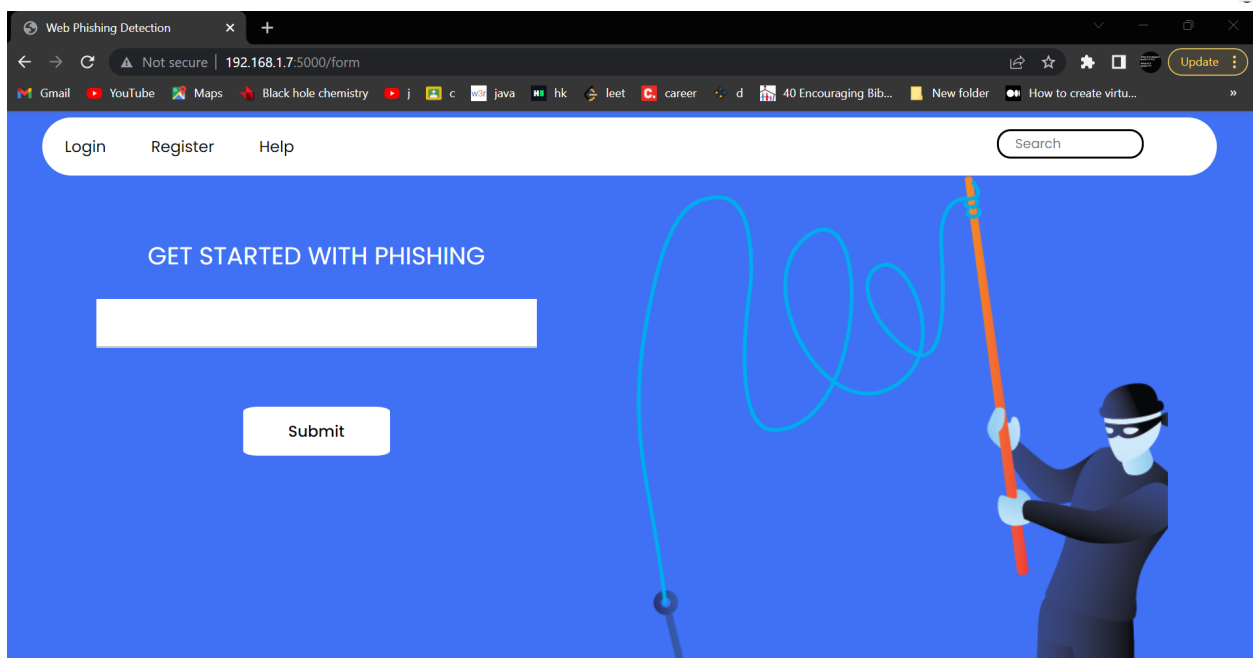 Web Phishing Detection
Not secure | 192.168.1.7:5000/form
Update
Gmail YouTube Maps Black hole chemistry j c w3r java hk leet C. career d 40 Encouraging Bib... New folder How to create virtu... »
Login Register Help Search
GET STARTED WITH PHISHING
Submit